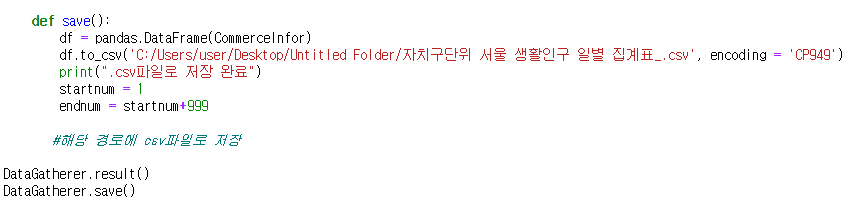 def save():
df = pandas.DataFrame(CommerceInfor)
df.to_csv('C:/Users/user/Desktop/Untitled Folder/자치구단위 서울 생활인구 일별 집계표_.csv', encoding = 'CP949')
print(".csv파일로 저장 완료")
startnum = 1
endnum = startnum+999
#해당 경로에 csv파일로 저장
DataGatherer.result()
DataGatherer.save()